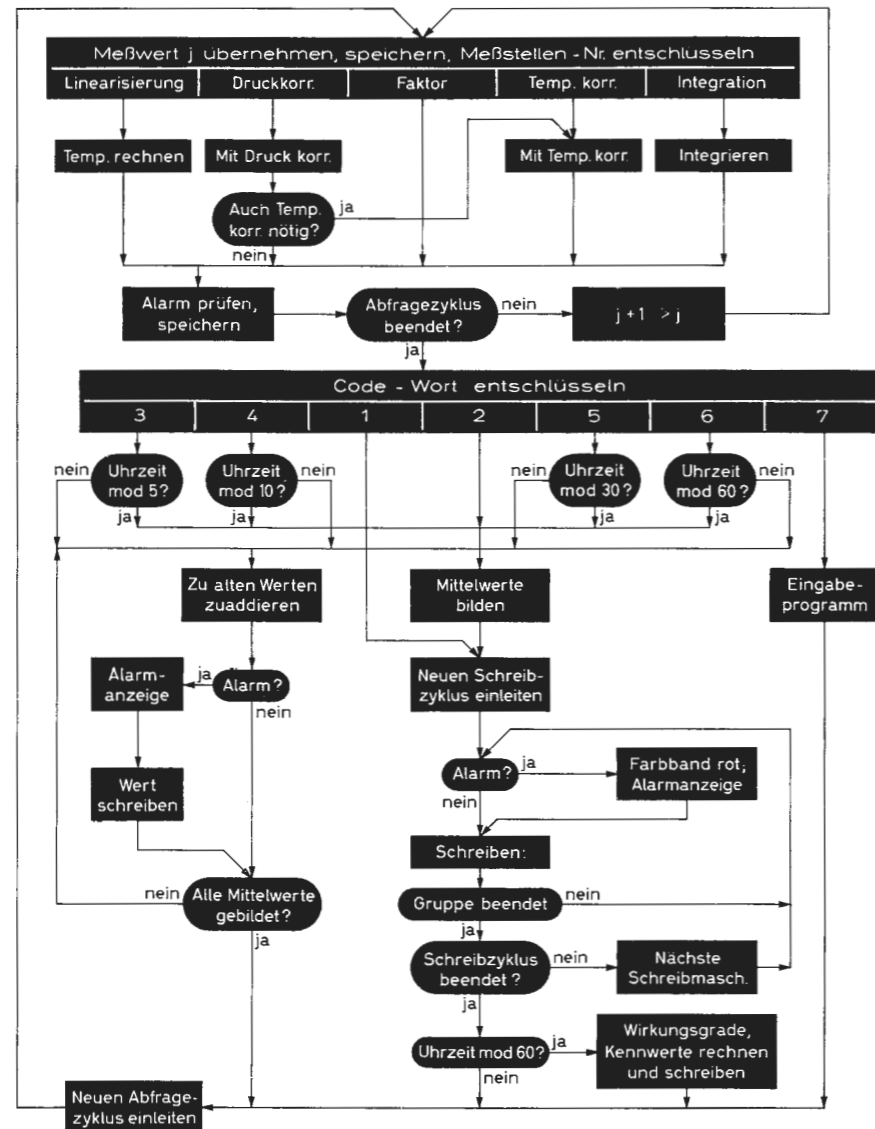 Meßwert j übernehmen, speichern, Meßstellen - Nr. entschlüsseln
Linearisierung
Druckkorr.
Faktor
Temp. korr.
Integration
Temp. rechnen
Mit Druck korr.
Mit Temp. korr.
Integrieren
Auch Temp.
korr. nötig?
ja
nein
Alarm prüfen,
speichern
Abfragezyklus
beendet?
nein
j + 1 > j
ja
Code - Wort entschlüsseln
3
4
1
2
5
6
7
nein
Uhrzeit
mod 5?
ja
Uhrzeit
mod 10?
nein
ja
nein
Uhrzeit
mod 30?
ja
Uhrzeit
mod 60?
nein
ja
Zu alten Werten
zuaddieren
Mittelwerte
bilden
Eingabe-
programm
Alarm-
anzeige
ja
Alarm?
nein
Neuen Schreib-
zyklus einleiten
Wert
schreiben
Alarm?
ja
nein
Farbband rot;
Alarmanzeige
Schreiben:
nein
Alle Mittelwerte
gebildet?
ja
Gruppe beendet
nein
ja
Schreibzyklus
beendet?
nein
ja
Nächste
Schreibmasch.
Uhrzeit mod 60?
ja
nein
Wirkungsgrade,
Kennwerte rechnen
und schreiben
Neuen Abfrage-
zyklus einleiten